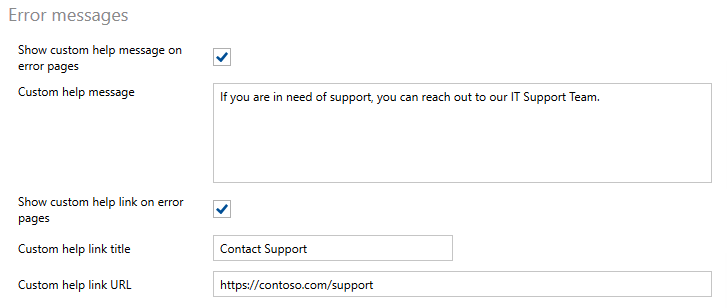 Error messages
Show custom help message on
error pages
Custom help message
If you are in need of support, you can reach out to our IT Support Team.
Show custom help link on error
pages
Custom help link title
Contact Support
Custom help link URL
https://contoso.com/support